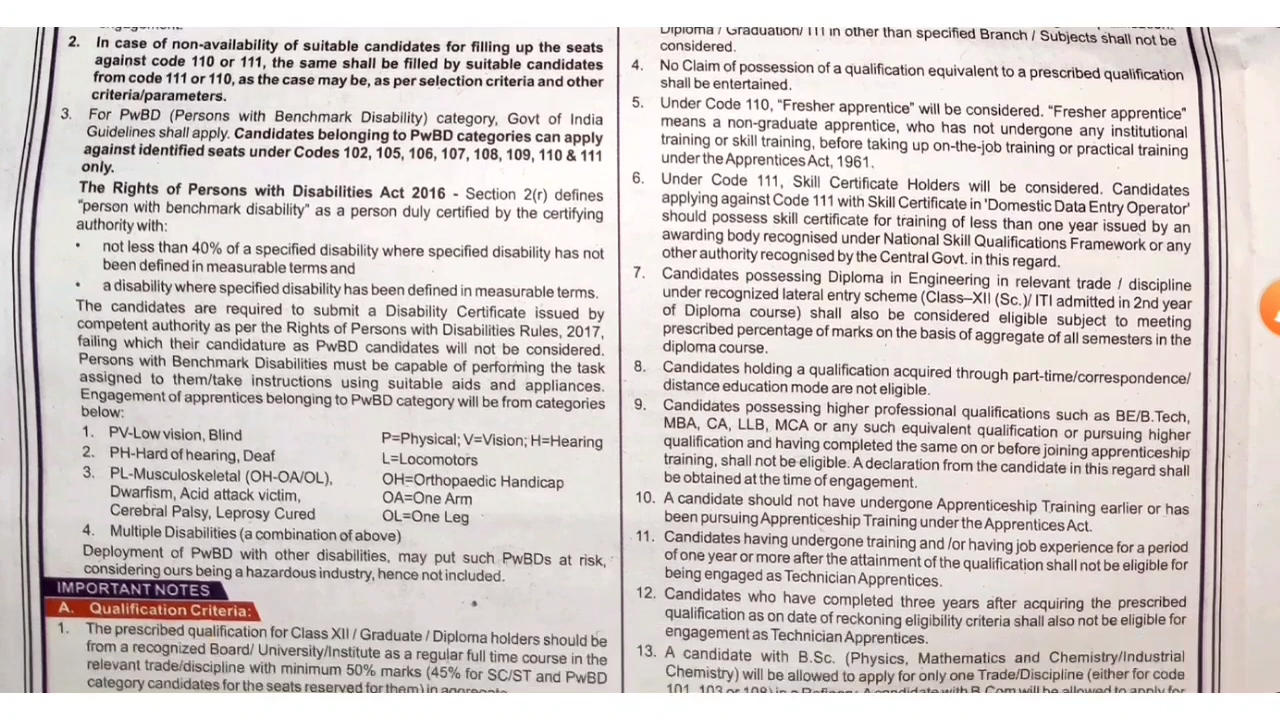 2. In case of non-availability of suitable candidates for filling up the seats
against code 110 or 111, the same shall be filled by suitable candidates
from code 111 or 110, as the case may be, as per selection criteria and other
criteria/parameters.
3. For PwBD (Persons with Benchmark Disability) category, Govt of India
Guidelines shall apply. Candidates belonging to PwBD categories can apply
against identified seats under Codes 102, 105, 106, 107, 108, 109, 110 & 111
only.
The Rights of Persons with Disabilities Act 2016 - Section 2(r) defines
"person with benchmark disability" as a person duly certified by the certifying
authority with:
• not less than 40% of a specified disability where specified disability has not
been defined in measurable terms and
• a disability where specified disability has been defined in measurable terms.
The candidates are required to submit a Disability Certificate issued by
competent authority as per the Rights of Persons with Disabilities Rules, 2017,
failing which their candidature as PwBD candidates will not be considered.
Persons with Benchmark Disabilities must be capable of performing the task
assigned to them/take instructions using suitable aids and appliances.
Engagement of apprentices belonging to PwBD category will be from categories
below:
1. PV-Low vision, Blind
2. PH-Hard of hearing, Deaf
3. PL-Musculoskeletal (OH-OA/OL),
Dwarfism, Acid attack victim,
Cerebral Palsy, Leprosy Cured
4. Multiple Disabilities (a combination of above)
P=Physical; V=Vision; H=Hearing
L=Locomotors
OH=Orthopaedic Handicap
OA=One Arm
OL=One Leg
Deployment of PwBD with other disabilities, may put such PwBDs at risk,
considering ours being a hazardous industry, hence not included.
IMPORTANT NOTES
A. Qualification Criteria:
1. The prescribed qualification for Class XII / Graduate / Diploma holders should be
from a recognized Board/ University/Institute as a regular full time course in the
relevant trade/discipline with minimum 50% marks (45% for SC/ST and PwBD
category candidates for the seats reserved for them) in aggregate
Diploma / Graduation/ ITI in other than specified Branch / Subjects shall not be
considered.
4. No Claim of possession of a qualification equivalent to a prescribed qualification
shall be entertained.
5. Under Code 110, "Fresher apprentice" will be considered. "Fresher apprentice"
means a non-graduate apprentice, who has not undergone any institutional
training or skill training, before taking up on-the-job training or practical training
under the Apprentices Act, 1961.
6. Under Code 111, Skill Certificate Holders will be considered. Candidates
applying against Code 111 with Skill Certificate in 'Domestic Data Entry Operator'
should possess skill certificate for training of less than one year issued by an
awarding body recognised under National Skill Qualifications Framework or any
other authority recognised by the Central Govt. in this regard.
7. Candidates possessing Diploma in Engineering in relevant trade / discipline
under recognized lateral entry scheme (Class–XII (Sc.)/ ITI admitted in 2nd year
of Diploma course) shall also be considered eligible subject to meeting
prescribed percentage of marks on the basis of aggregate of all semesters in the
diploma course.
8. Candidates holding a qualification acquired through part-time/correspondence/
distance education mode are not eligible.
9. Candidates possessing higher professional qualifications such as BE/B.Tech,
MBA, CA, LLB, MCA or any such equivalent qualification or pursuing higher
qualification and having completed the same on or before joining apprenticeship
training, shall not be eligible. A declaration from the candidate in this regard shall
be obtained at the time of engagement.
10. A candidate should not have undergone Apprenticeship Training earlier or has
been pursuing Apprenticeship Training under the Apprentices Act.
11. Candidates having undergone training and /or having job experience for a period
of one year or more after the attainment of the qualification shall not be eligible for
being engaged as Technician Apprentices.
12. Candidates who have completed three years after acquiring the prescribed
qualification as on date of reckoning eligibility criteria shall also not be eligible for
engagement as Technician Apprentices.
13. A candidate with B.Sc. (Physics, Mathematics and Chemistry/Industrial
Chemistry) will be allowed to apply for only one Trade/Discipline (either for code
101, 103 or 109) in a Refinery. A candidate with B.Com will be allowed to apply for